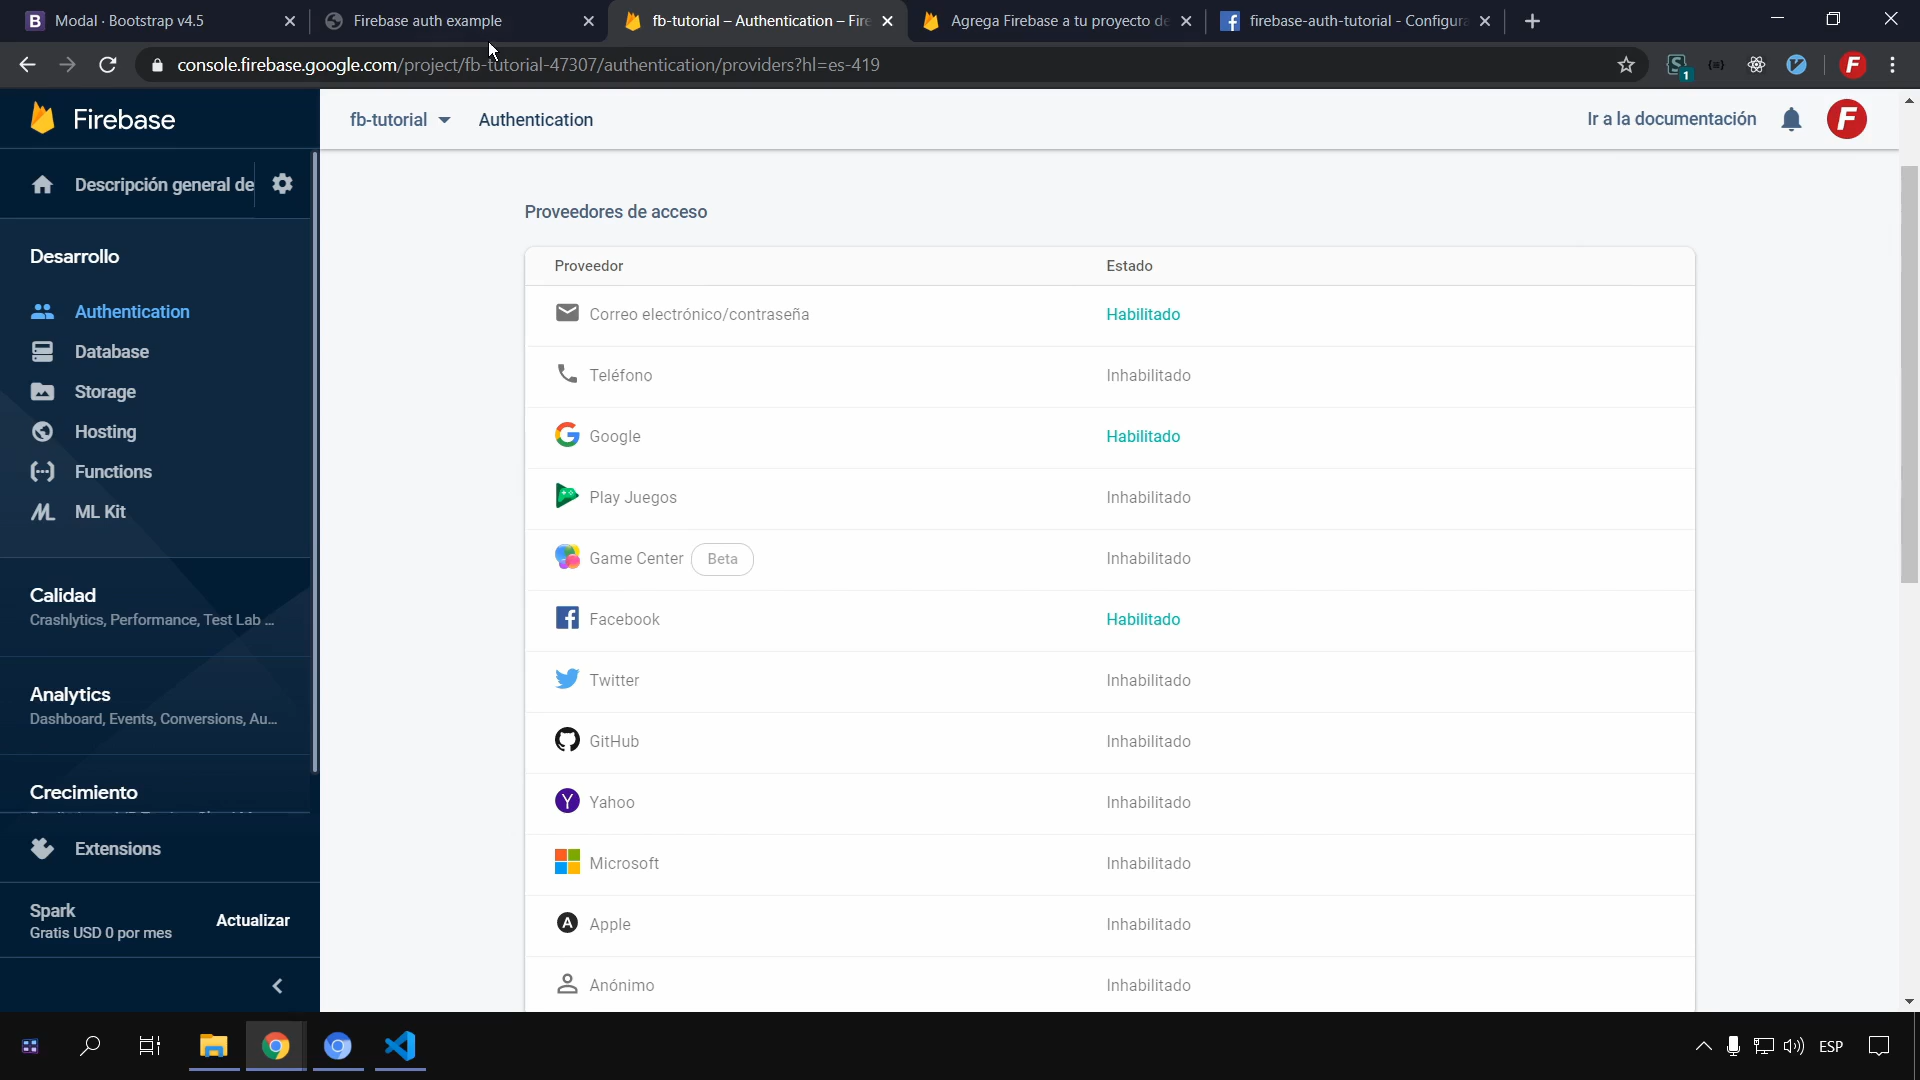 Modal · Bootstrap v4.5
Firebase auth example
fb-tutorial – Authentication – Fire
Agrega Firebase a tu proyecto de
firebase-auth-tutorial - Configura
console.firebase.google.com/project/fb-tutorial-47307/authentication/providers?hl=es-419
1
F
Firebase
fb-tutorial
Authentication
Ir a la documentación
F
Descripción general de
Proveedores de acceso
Desarrollo
Proveedor
Estado
Authentication
Correo electrónico/contraseña
Habilitado
Database
Teléfono
Inhabilitado
Storage
Hosting
Google
Habilitado
Functions
Play Juegos
Inhabilitado
ML Kit
Game Center
Beta
Inhabilitado
Calidad
Crashlytics, Performance, Test Lab ...
Facebook
Habilitado
Analytics
Dashboard, Events, Conversions, Au...
Twitter
Inhabilitado
GitHub
Inhabilitado
Crecimiento
Yahoo
Inhabilitado
Extensions
Microsoft
Inhabilitado
Spark
Gratis USD 0 por mes
Actualizar
Apple
Inhabilitado
Anónimo
Inhabilitado
ESP